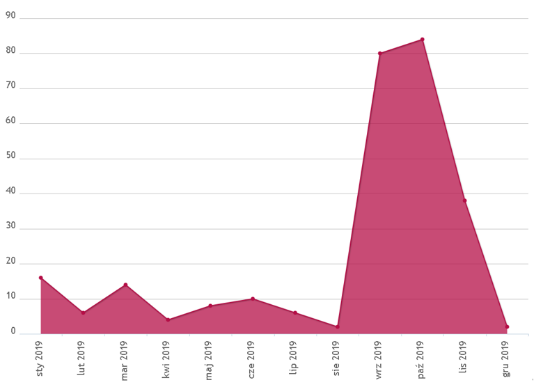 90
80
70
60
50
40
30
20
10
0
sty 2019
lut 2019
mar 2019
kwi 2019
maj 2019
cze 2019
lip 2019
sie 2019
wrz 2019
paź 2019
lis 2019
gru 2019